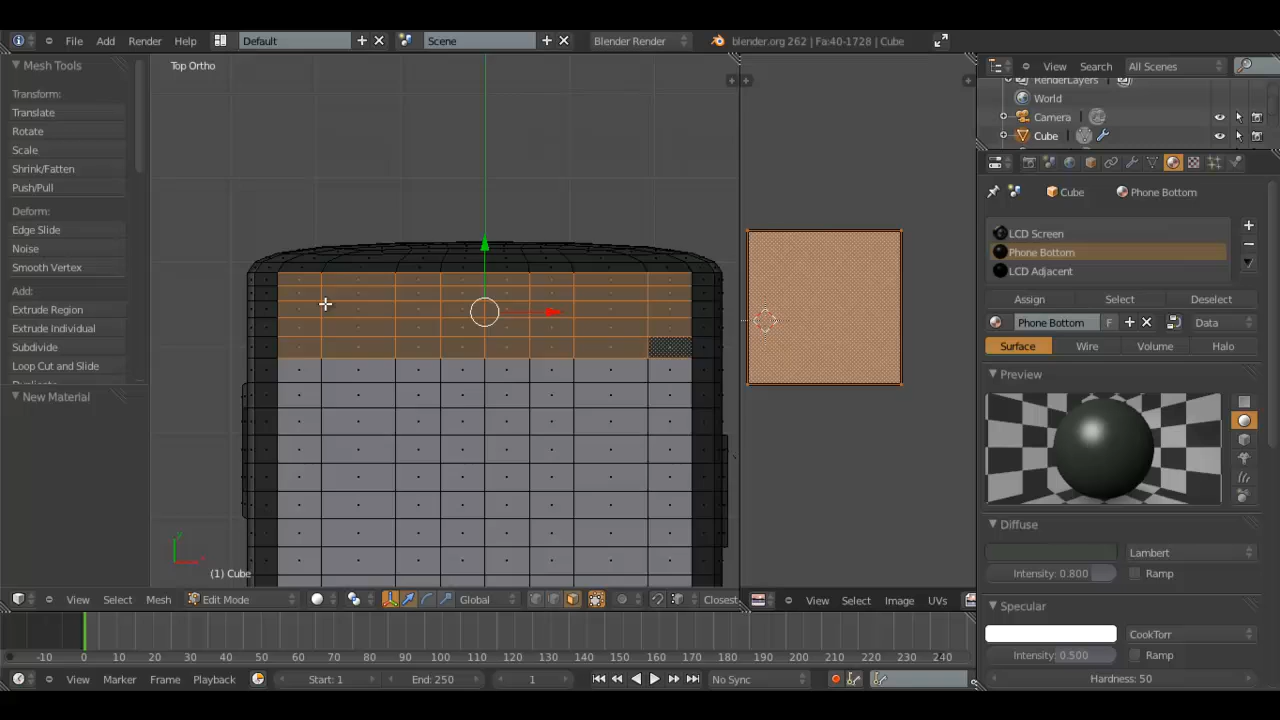 File Add Render Help Default Scene Blender Render blender.org 262 | Fa:40-1728 | Cube
Mesh Tools
Transform:
Translate
Rotate
Scale
Shrink/Fatten
Push/Pull
Deform:
Edge Slide
Noise
Smooth Vertex
Add:
Extrude Region
Extrude Individual
Subdivide
Loop Cut and Slide
New Material
Top Ortho
(1) Cube
View Select Mesh Edit Mode Global Closest
View Select Image UVs
View Search All Scenes
RenderLayers
World
Camera
Cube
Cube Phone Bottom
LCD Screen
Phone Bottom
LCD Adjacent
Assign Select Deselect
Phone Bottom F Data
Surface Wire Volume Halo
Preview
Diffuse
Lambert
Intensity: 0.800 Ramp
Specular
CookTorr
Intensity: 0.500 Ramp
Hardness: 50
-10 0 10 20 30 40 50 60 70 80 90 100 110 120 130 140 150 160 170 180 190 200 210 220 230 240
View Marker Frame Playback Start: 1 End: 250 1 No Sync